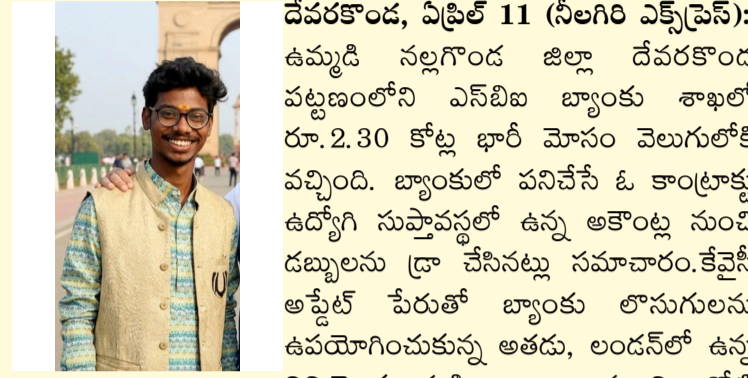 దేవరకొండ, ఏప్రిల్ 11 (నీలగిరి ఎక్స్‌ప్రెస్):
ఉమ్మడి నల్లగొండ జిల్లా దేవరకొండ
పట్టణంలోని ఎస్‌బిఐ బ్యాంకు శాఖలో
రూ.2.30 కోట్ల భారీ మోసం వెలుగులోకి
వచ్చింది. బ్యాంకులో పనిచేసే ఓ కాంట్రాక్టు
ఉద్యోగి సుప్తావస్థలో ఉన్న అకౌంట్ల నుంచి
డబ్బులను డ్రా చేసినట్లు సమాచారం.కేవైసీ
అప్డేట్ పేరుతో బ్యాంకు లొసుగులను
ఉపయోగించుకున్న అతడు, లండన్‌లో ఉన్న